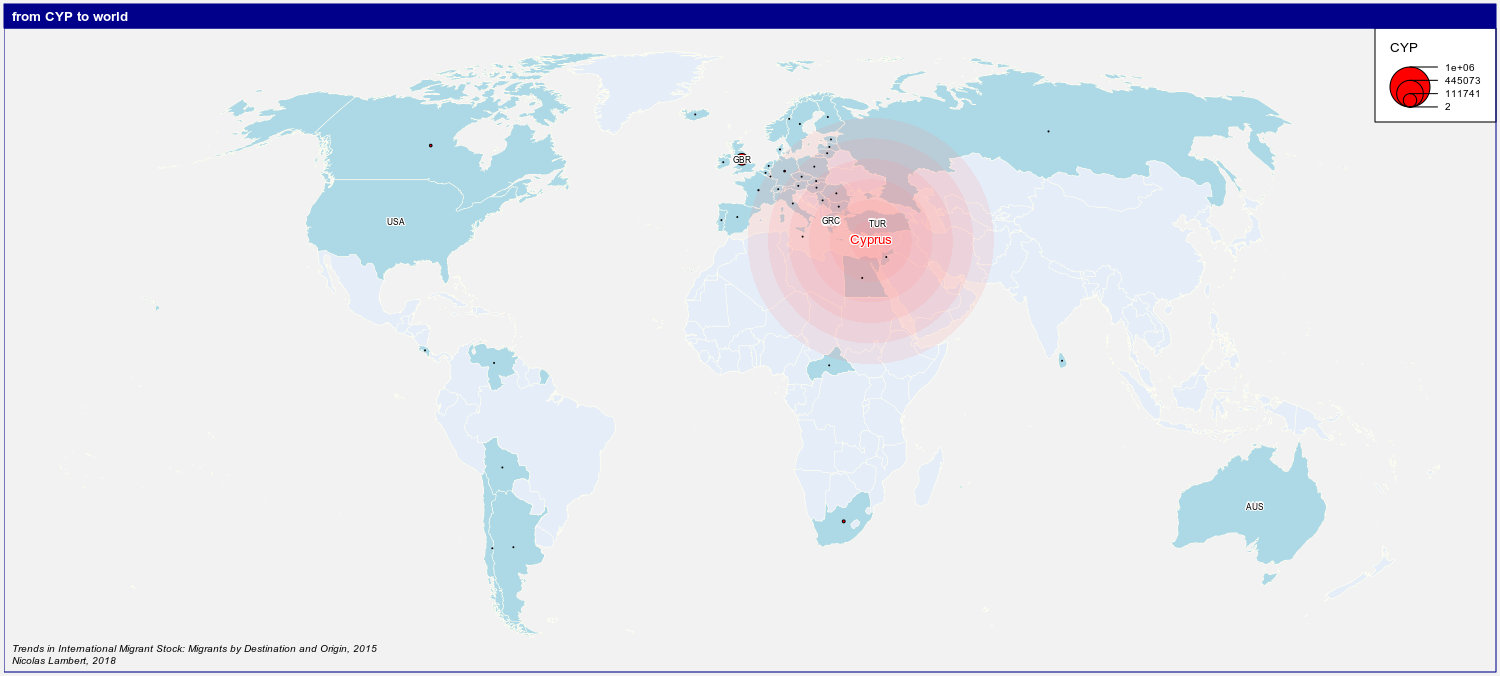 from CYP to world
CYP
1e+06
445073
111741
2
GBR
USA
GRC
TUR
Cyprus
AUS
Trends in International Migrant Stock: Migrants by Destination and Origin, 2015
Nicolas Lambert, 2018